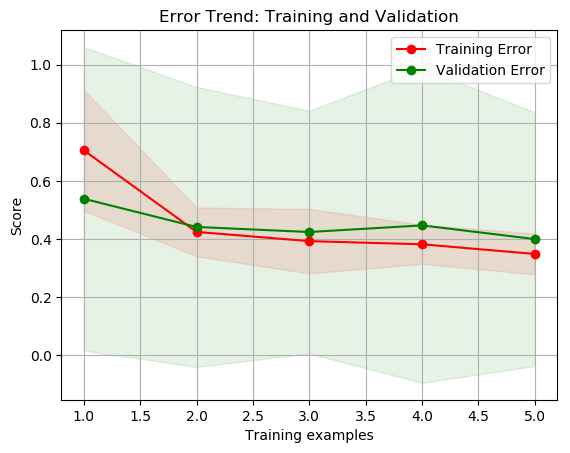 Error Trend: Training and Validation
Training Error
Validation Error
Score
1.0
0.8
0.6
0.4
0.2
0.0
1.0 1.5 2.0 2.5 3.0 3.5 4.0 4.5 5.0
Training examples